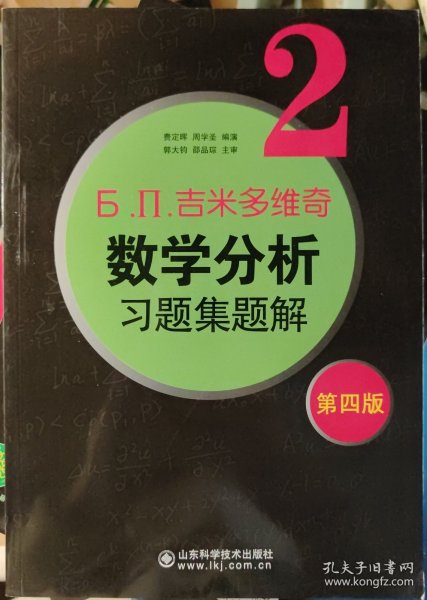 2
费定晖 周学圣 编演
郭大钧 邵品琮 主审
Б.П.吉米多维奇
数学分析
习题集题解
第四版
山东科学技术出版社
www.lkj.com.cn
孔夫子旧书网
www.kongfz.com